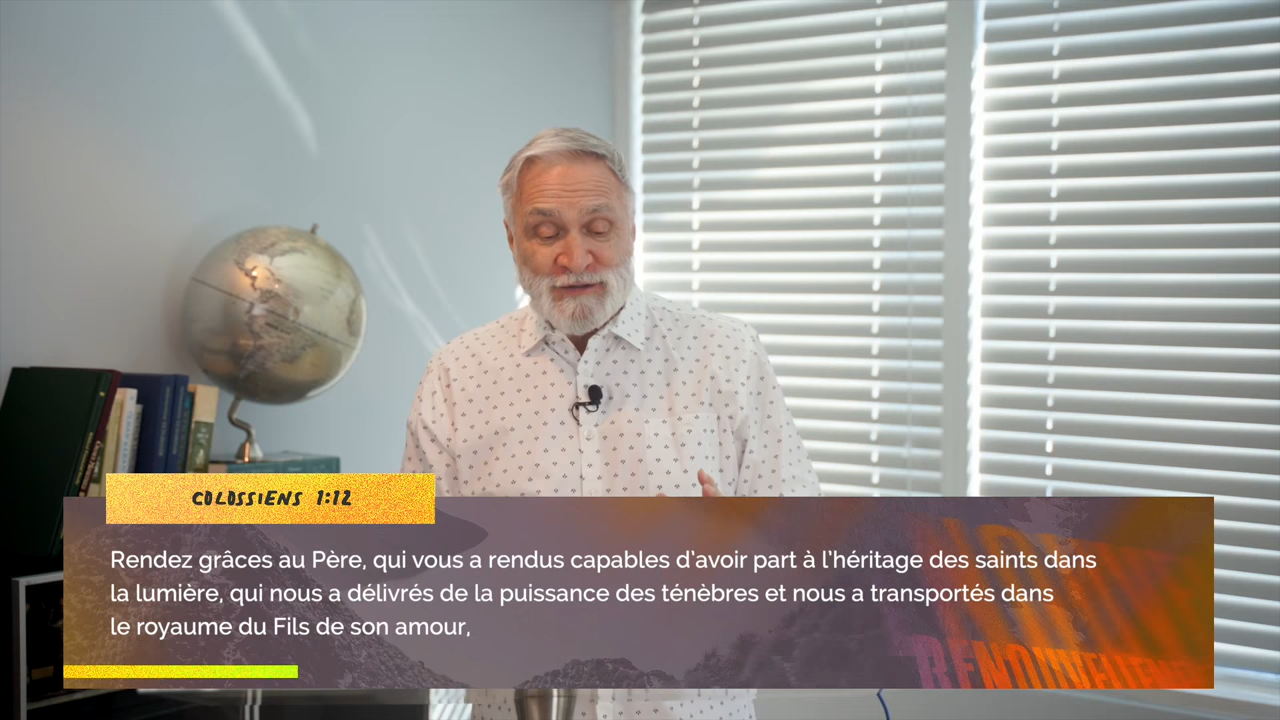 COLOSSIENS 1:12
Rendez grâces au Père, qui vous a rendus capables d’avoir part à l’héritage des saints dans
la lumière, qui nous a délivrés de la puissance des ténèbres et nous a transportés dans
le royaume du Fils de son amour,